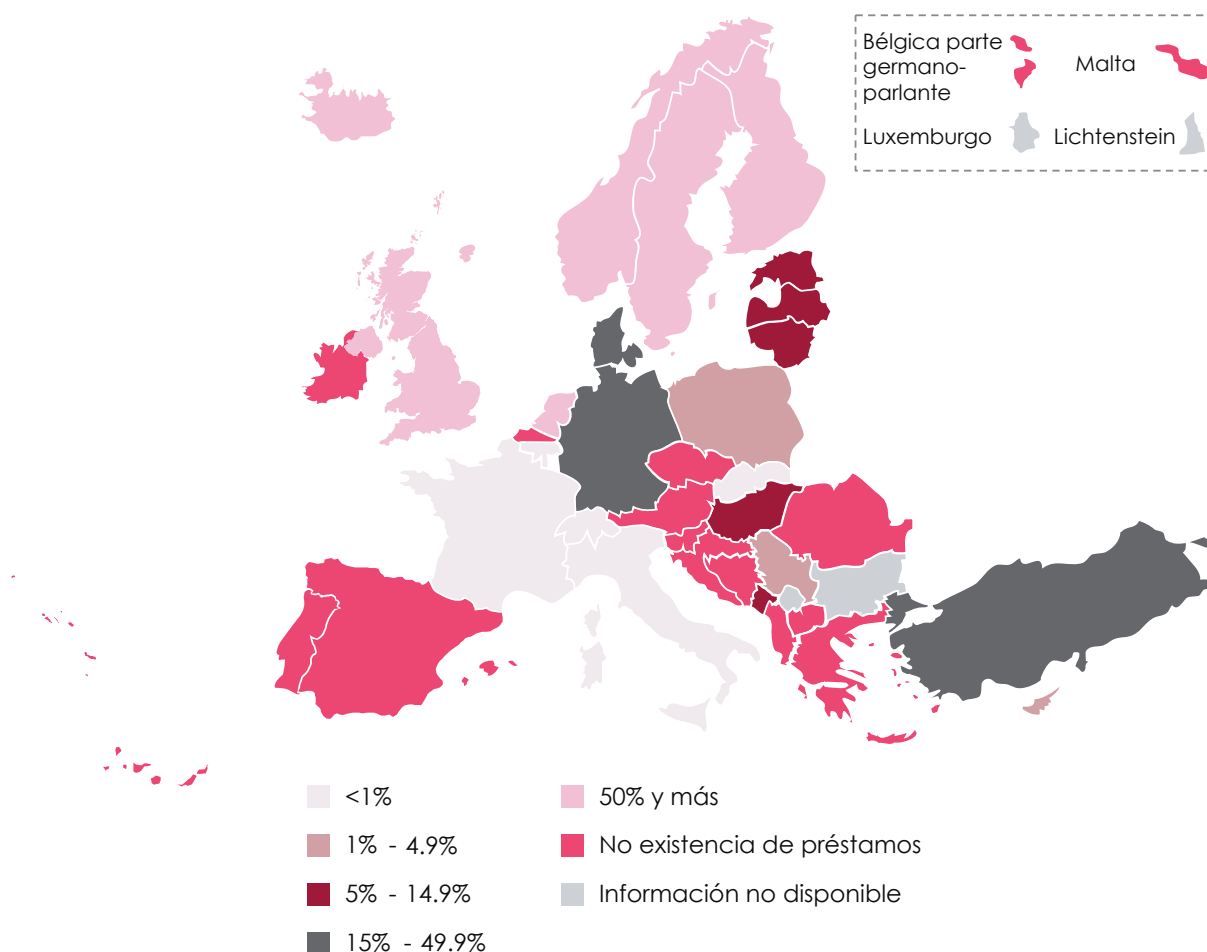 Bélgica parte
germano-
parlante
Malta
Luxemburgo
Lichtenstein
<1%
1% - 4.9%
5% - 14.9%
15% - 49.9%
50% y más
No existencia de préstamos
Información no disponible